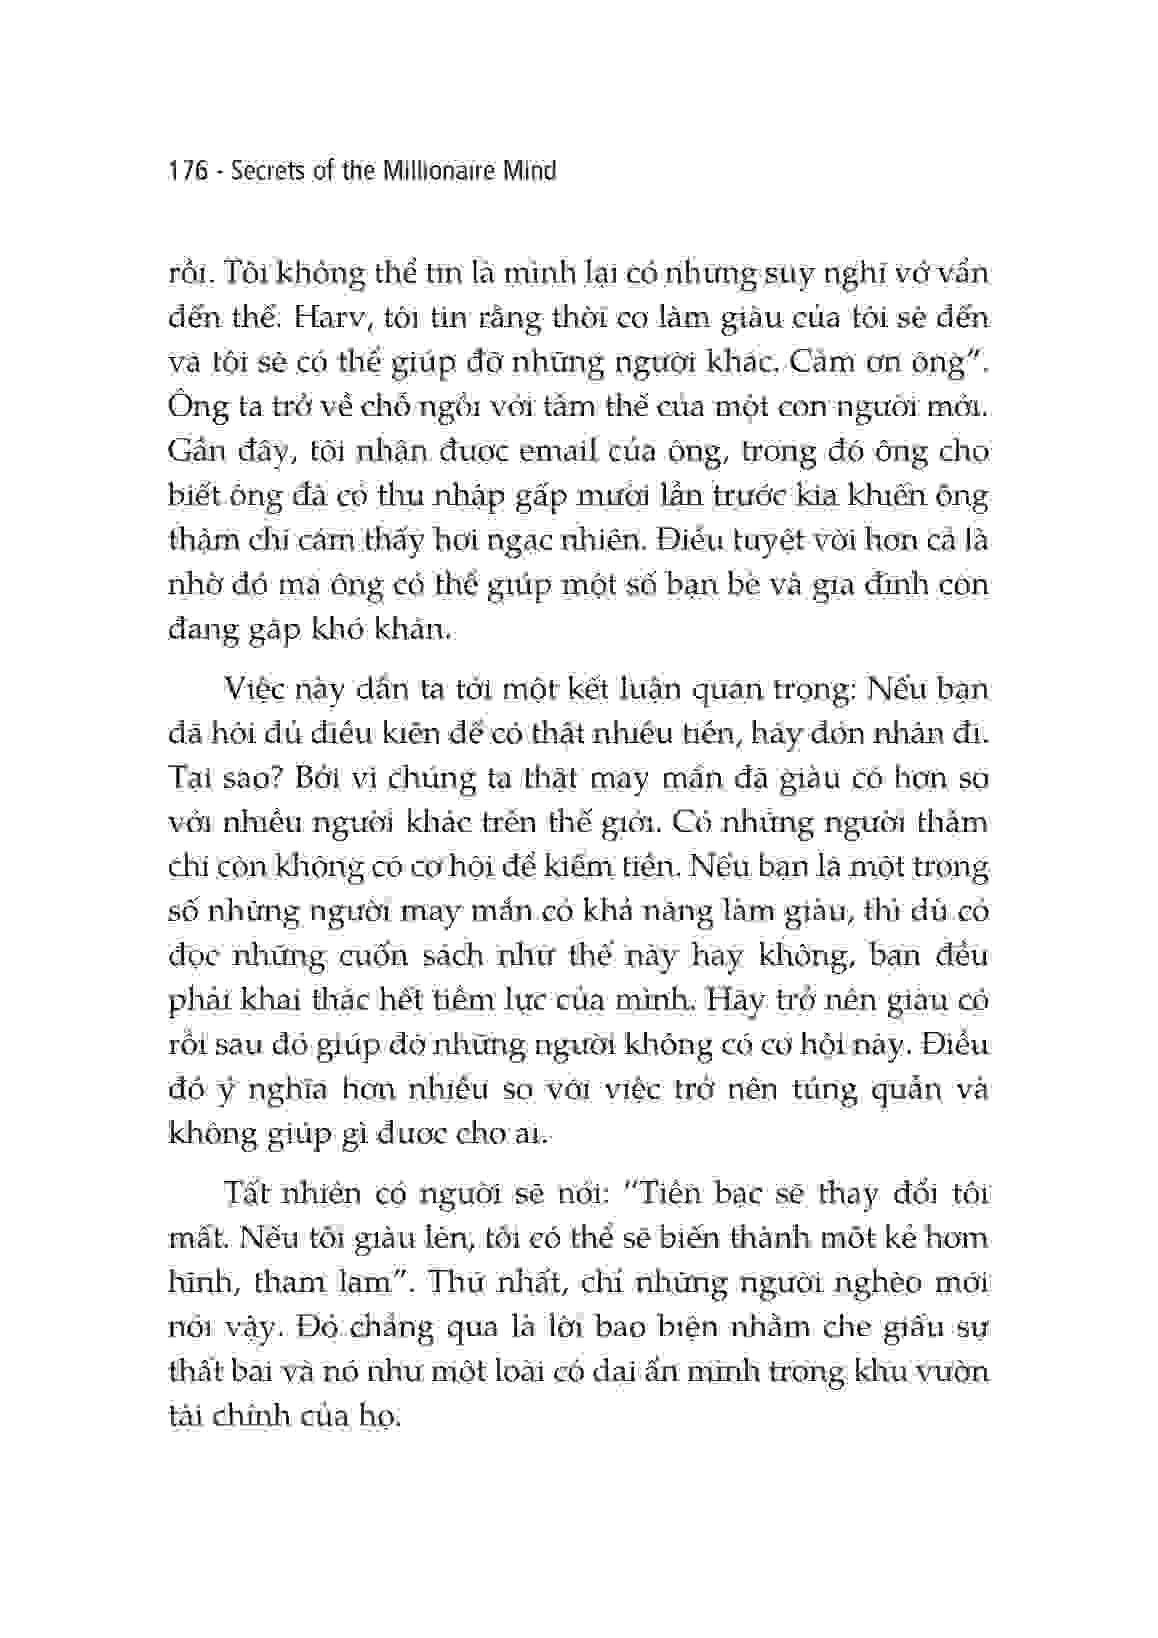 176 - Secrets of the Millionaire Mind
rồi. Tôi không thể tin là mình lại có những suy nghĩ vớ vẩn
đến thế. Harv, tôi tin rằng thời cơ làm giàu của tôi sẽ đến
và tôi sẽ có thể giúp đỡ những người khác. Cảm ơn ông”.
Ông ta trở về chỗ ngồi với tâm thế của một con người mới.
Gần đây, tôi nhận được email của ông, trong đó ông cho
biết ông đã có thu nhập gấp mười lần trước kia khiến ông
thậm chí cảm thấy hơi ngạc nhiên. Điều tuyệt vời hơn cả là
nhờ đó mà ông có thể giúp một số bạn bè và gia đình còn
đang gặp khó khăn.
Việc này dẫn ta tới một kết luận quan trọng: Nếu bạn
đã hội đủ điều kiện để có thật nhiều tiền, hãy đón nhận đi.
Tại sao? Bởi vì chúng ta thật may mắn đã giàu có hơn so
với nhiều người khác trên thế giới. Có những người thậm
chí còn không có cơ hội để kiếm tiền. Nếu bạn là một trong
số những người may mắn có khả năng làm giàu, thì dù có
đọc những cuốn sách như thế này hay không, bạn đều
phải khai thác hết tiềm lực của mình. Hãy trở nên giàu có
rồi sau đó giúp đỡ những người không có cơ hội này. Điều
đó ý nghĩa hơn nhiều so với việc trở nên túng quẫn và
không giúp gì được cho ai.
Tất nhiên có người sẽ nói: “Tiền bạc sẽ thay đổi tôi
mất. Nếu tôi giàu lên, tôi có thể sẽ biến thành một kẻ hợm
hĩnh, tham lam”. Thứ nhất, chỉ những người nghèo mới
nói vậy. Đó chẳng qua là lời bao biện nhằm che giấu sự
thất bại và nó như một loài cỏ dại ẩn mình trong khu vườn
tài chính của họ.